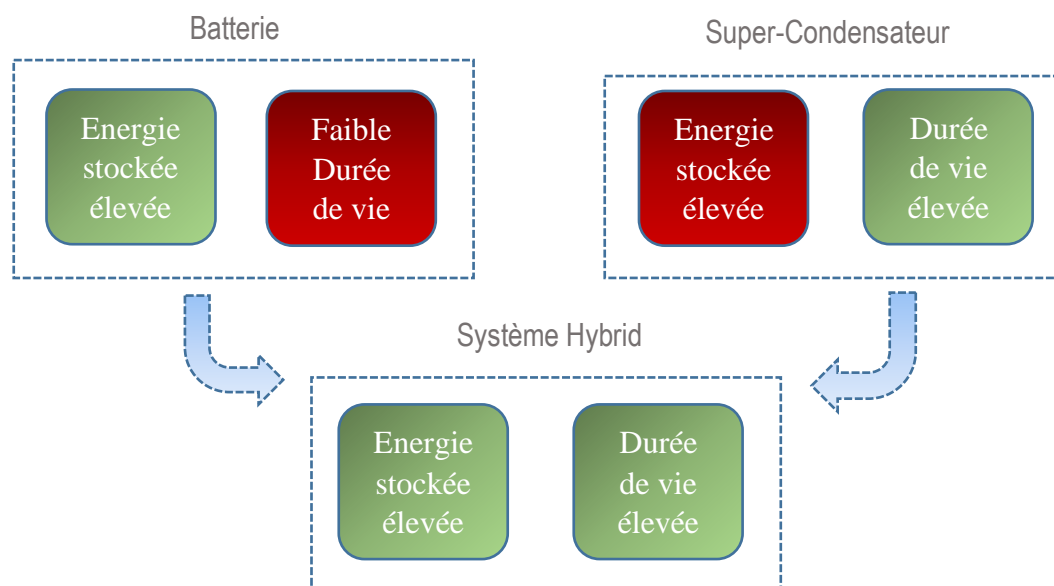 Batterie
Super-Condensateur
Energie
stockée
élevée
Faible
Durée
de vie
Energie
stockée
élevée
Durée
de vie
élevée
Système Hybrid
Energie
stockée
élevée
Durée
de vie
élevée